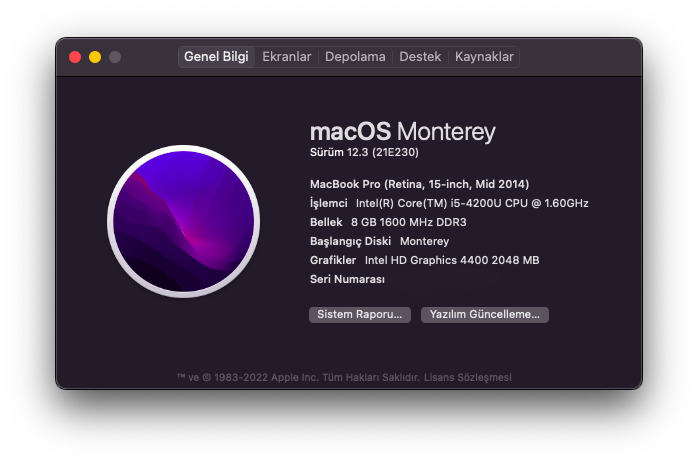 Genel Bilgi Ekranlar Depolama Destek Kaynaklar
macOS Monterey
Sürüm 12.3 (21E230)
MacBook Pro (Retina, 15-inch, Mid 2014)
İşlemci Intel(R) Core(TM) i5-4200U CPU @ 1.60GHz
Bellek 8 GB 1600 MHz DDR3
Başlangıç Diski Monterey
Grafikler Intel HD Graphics 4400 2048 MB
Seri Numarası
Sistem Raporu... Yazılım Güncelleme...
™ ve © 1983-2022 Apple Inc. Tüm Hakları Saklıdır. Lisans Sözleşmesi